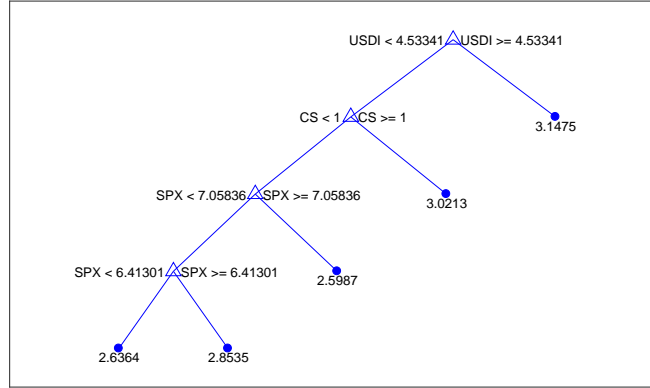 USDI < 4.53341 USDI >= 4.53341
CS < 1 CS >= 1
3.1475
SPX < 7.05836 SPX >= 7.05836
3.0213
SPX < 6.41301 SPX >= 6.41301
2.5987
2.6364 2.8535